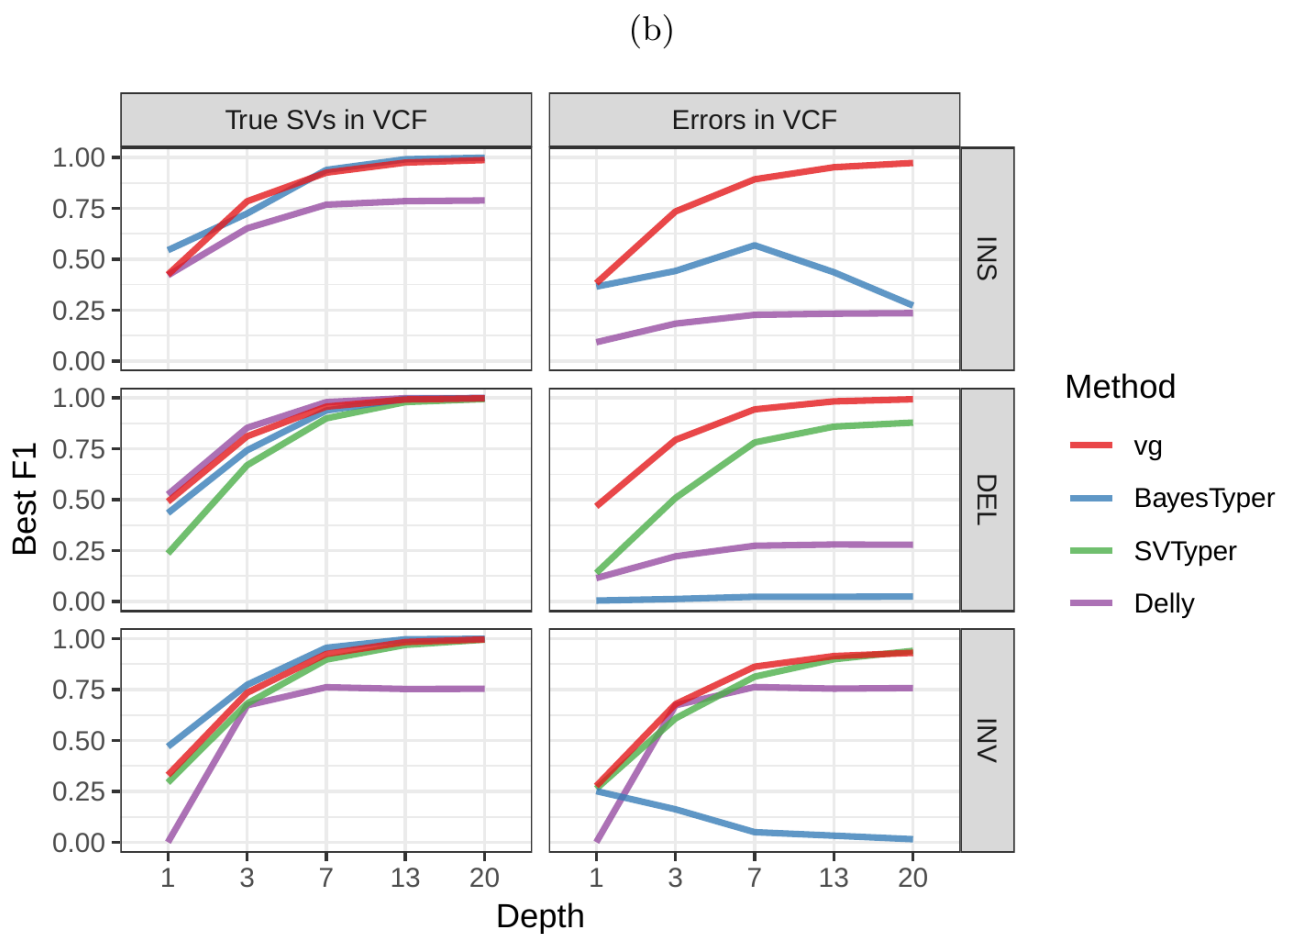 (b)
True SVs in VCF
Errors in VCF
1.00
0.75
0.50
0.25
0.00
INS
1.00
0.75
0.50
0.25
0.00
DEL
1.00
0.75
0.50
0.25
0.00
INV
Best F1
1 3 7 13 20
1 3 7 13 20
Depth
Method
vg
BayesTyper
SVTyper
Delly